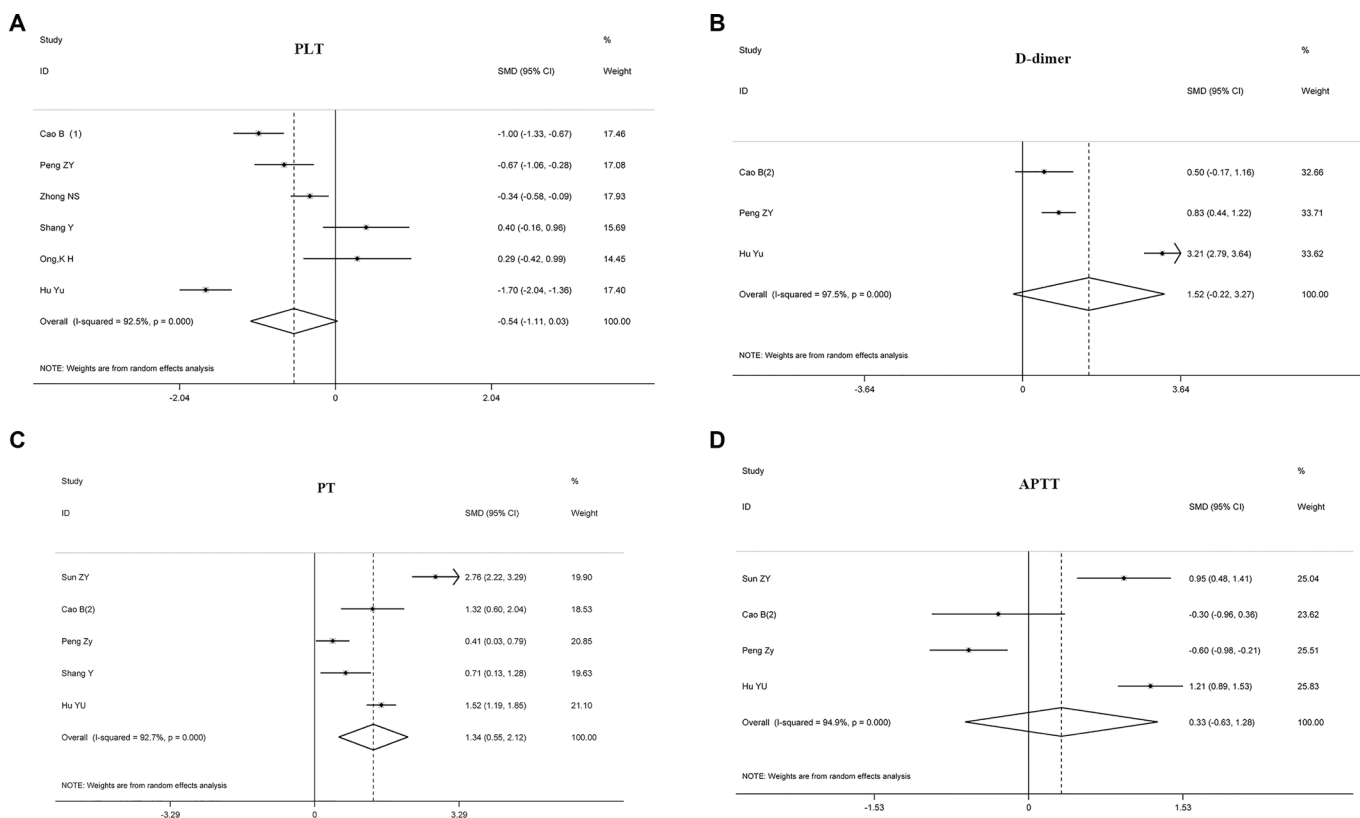 A
Study
PLT
%
ID
SMD (95% CI)
Weight
Cao B (1)
-1.00 (-1.33, -0.67)
17.46
Peng ZY
-0.67 (-1.06, -0.28)
17.08
Zhong NS
-0.34 (-0.58, -0.09)
17.93
Shang Y
0.40 (-0.16, 0.96)
15.69
Ong,K H
0.29 (-0.42, 0.99)
14.45
Hu Yu
-1.70 (-2.04, -1.36)
17.40
Overall (I-squared = 92.5%, p = 0.000)
-0.54 (-1.11, 0.03)
100.00
NOTE: Weights are from random effects analysis
-2.04
0
2.04
B
Study
D-dimer
%
ID
SMD (95% CI)
Weight
Cao B(2)
0.50 (-0.17, 1.16)
32.66
Peng ZY
0.83 (0.44, 1.22)
33.71
Hu Yu
3.21 (2.79, 3.64)
33.62
Overall (I-squared = 97.5%, p = 0.000)
1.52 (-0.22, 3.27)
100.00
NOTE: Weights are from random effects analysis
-3.64
0
3.64
C
Study
PT
%
ID
SMD (95% CI)
Weight
Sun ZY
2.76 (2.22, 3.29)
19.90
Cao B(2)
1.32 (0.60, 2.04)
18.53
Peng Zy
0.41 (0.03, 0.79)
20.85
Shang Y
0.71 (0.13, 1.28)
19.63
Hu YU
1.52 (1.19, 1.85)
21.10
Overall (I-squared = 92.7%, p = 0.000)
1.34 (0.55, 2.12)
100.00
NOTE: Weights are from random effects analysis
-3.29
0
3.29
D
Study
APTT
%
ID
SMD (95% CI)
Weight
Sun ZY
0.95 (0.48, 1.41)
25.04
Cao B(2)
-0.30 (-0.96, 0.36)
23.62
Peng Zy
-0.60 (-0.98, -0.21)
25.51
Hu YU
1.21 (0.89, 1.53)
25.83
Overall (I-squared = 94.9%, p = 0.000)
0.33 (-0.63, 1.28)
100.00
NOTE: Weights are from random effects analysis
-1.53
0
1.53